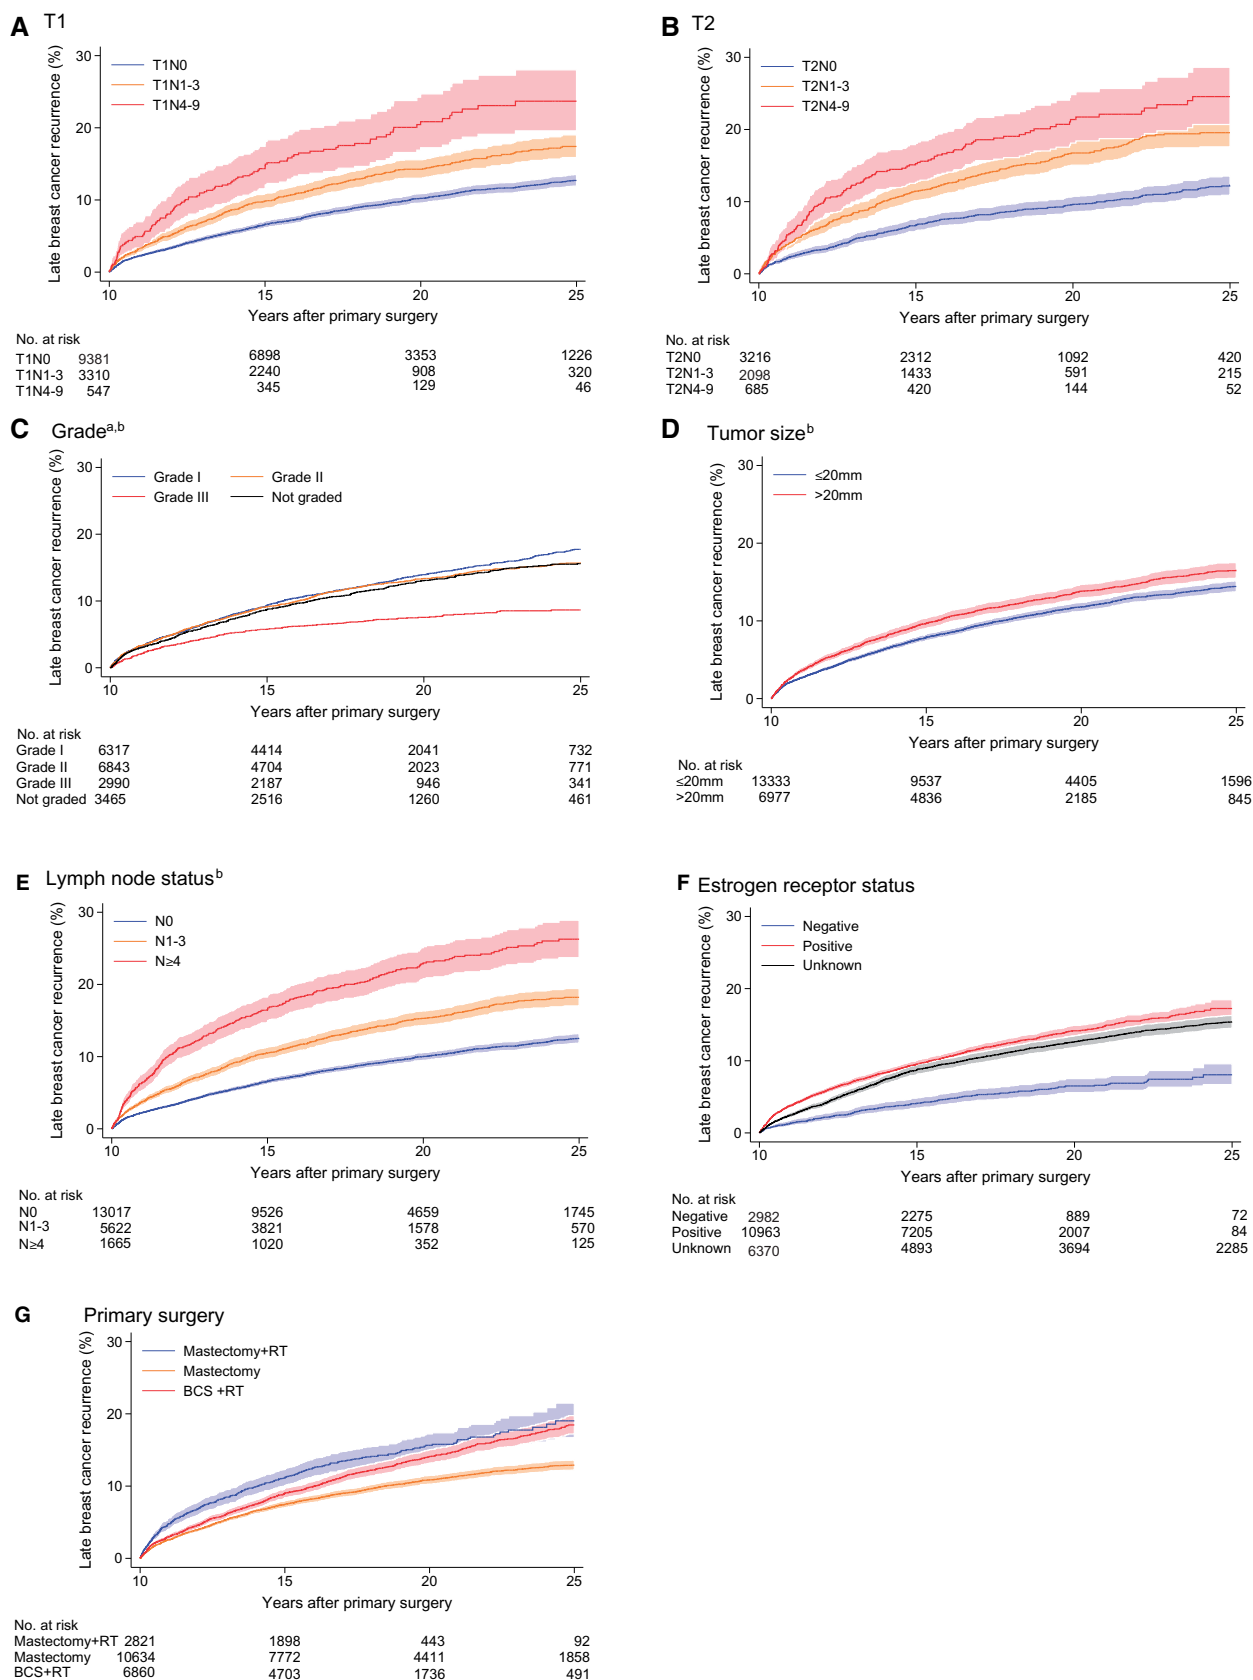 A T1
Late breast cancer recurrence (%)
30
20
10
0
T1N0
T1N1-3
T1N4-9
10 15 20 25
Years after primary surgery
No. at risk
T1N0 9381 6898 3353 1226
T1N1-3 3310 2240 908 320
T1N4-9 547 345 129 46
B T2
Late breast cancer recurrence (%)
30
20
10
0
T2N0
T2N1-3
T2N4-9
10 15 20 25
Years after primary surgery
No. at risk
T2N0 3216 2312 1092 420
T2N1-3 2098 1433 591 215
T2N4-9 685 420 144 52
C Grade^a,b
Late breast cancer recurrence (%)
30
20
10
0
Grade I Grade II
Grade III Not graded
10 15 20 25
Years after primary surgery
No. at risk
Grade I 6317 4414 2041 732
Grade II 6843 4704 2023 771
Grade III 2990 2187 946 341
Not graded 3465 2516 1260 461
D Tumor size^b
Late breast cancer recurrence (%)
30
20
10
0
≤20mm
>20mm
10 15 20 25
Years after primary surgery
No. at risk
≤20mm 13333 9537 4405 1596
>20mm 6977 4836 2185 845
E Lymph node status^b
Late breast cancer recurrence (%)
30
20
10
0
N0
N1-3
N≥4
10 15 20 25
Years after primary surgery
No. at risk
N0 13017 9526 4659 1745
N1-3 5622 3821 1578 570
N≥4 1665 1020 352 125
F Estrogen receptor status
Late breast cancer recurrence (%)
30
20
10
0
Negative
Positive
Unknown
10 15 20 25
Years after primary surgery
No. at risk
Negative 2982 2275 889 72
Positive 10963 7205 2007 84
Unknown 6370 4893 3694 2285
G Primary surgery
Late breast cancer recurrence (%)
30
20
10
0
Mastectomy+RT
Mastectomy
BCS +RT
10 15 20 25
Years after primary surgery
No. at risk
Mastectomy+RT 2821 1898 443 92
Mastectomy 10634 7772 4411 1858
BCS+RT 6860 4703 1736 491